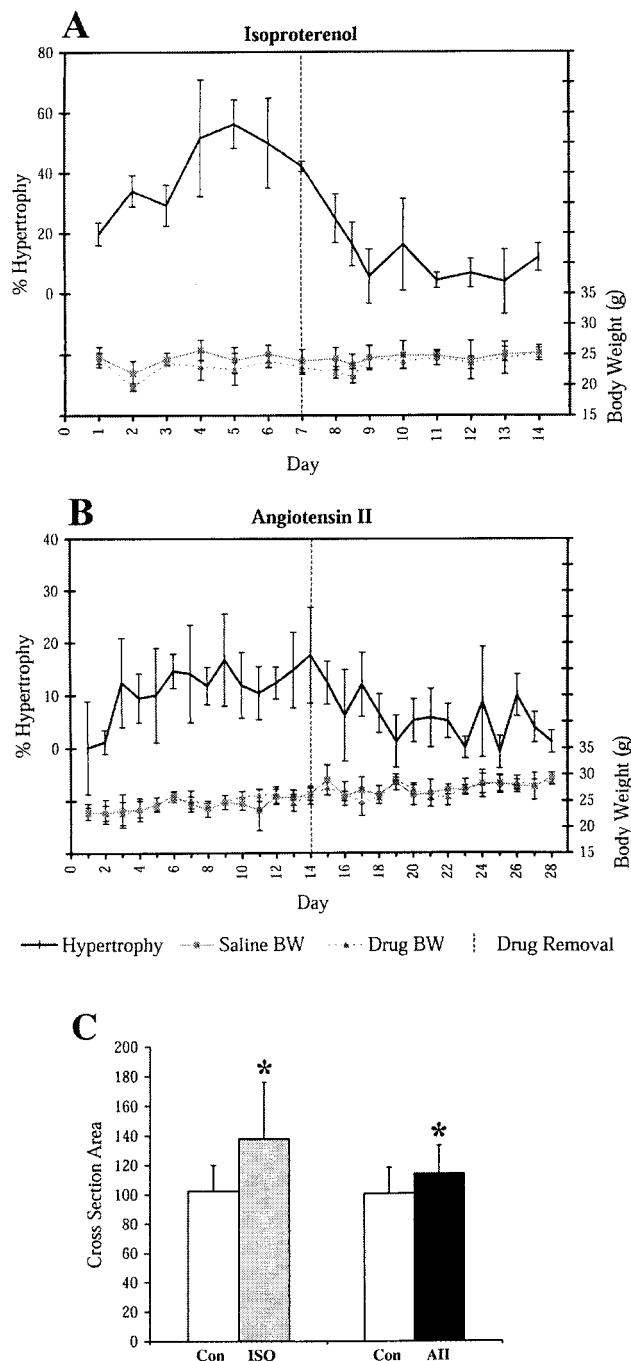 A
Isoproterenol
80
60
40
20
0
% Hypertrophy
35
30
25
20
15
Body Weight (g)
0 1 2 3 4 5 6 7 8 9 10 11 12 13 14
Day
B
Angiotensin II
40
30
20
10
0
% Hypertrophy
35
30
25
20
15
Body Weight (g)
0 2 4 6 8 10 12 14 16 18 20 22 24 26 28
Day
Hypertrophy Saline BW Drug BW Drug Removal
C
200
180
160
140
120
100
80
60
40
20
0
Cross Section Area
* *
Con ISO Con AII